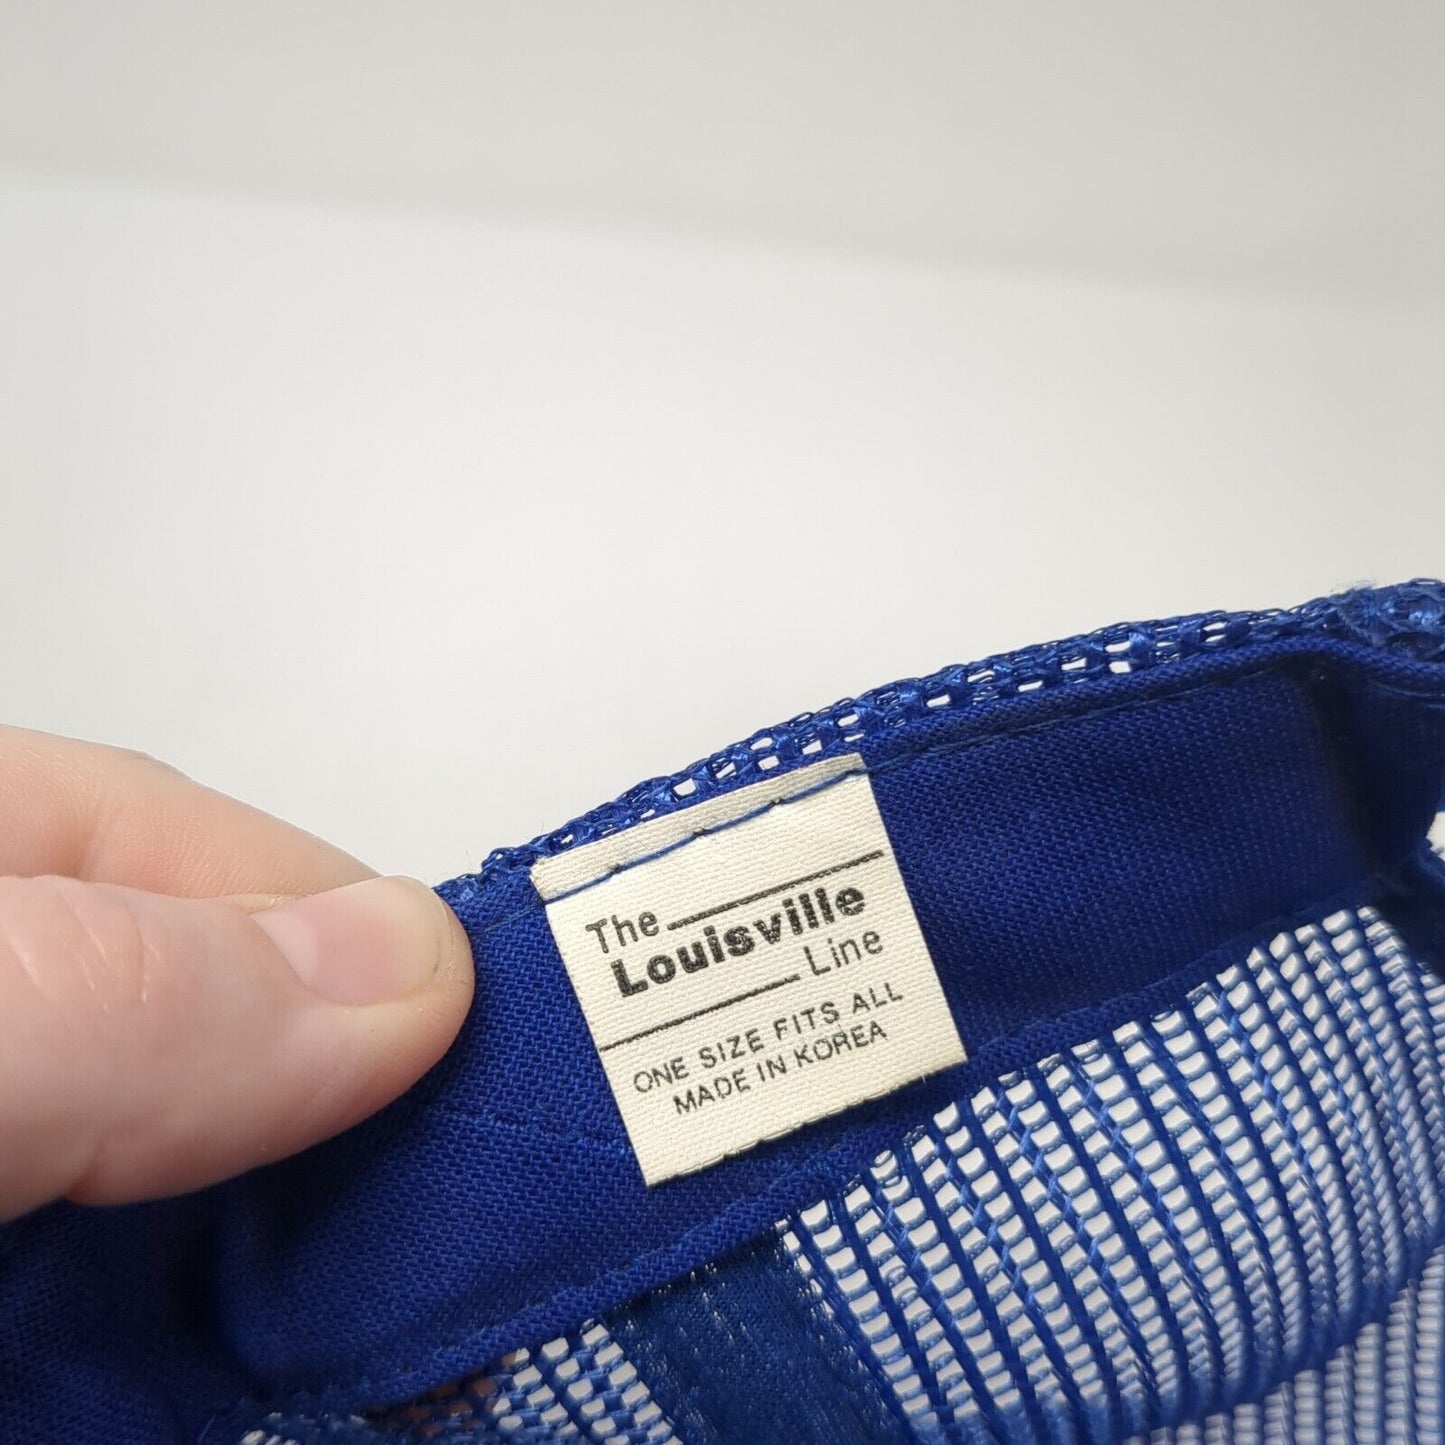 The
Louisville
Line
ONE SIZE FITS ALL
MADE IN KOREA